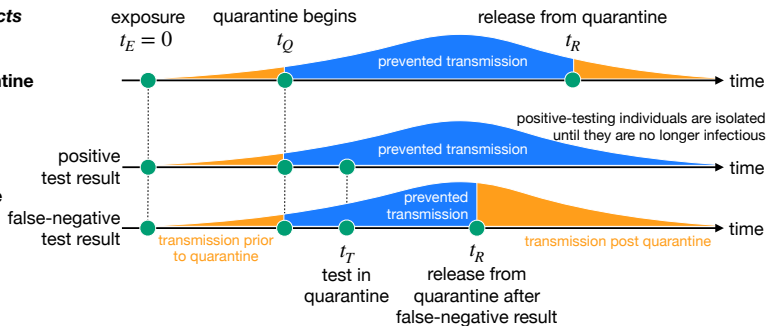 cts
exposure
quarantine begins
release from quarantine
t_E = 0
t_Q
t_R
prevented transmission
ntine
time
positive-testing individuals are isolated
until they are no longer infectious
positive
test result
prevented transmission
time
e
false-negative
test result
prevented
transmission
time
transmission prior
to quarantine
transmission post quarantine
t_T
t_R
test in
quarantine
release from
quarantine after
false-negative result